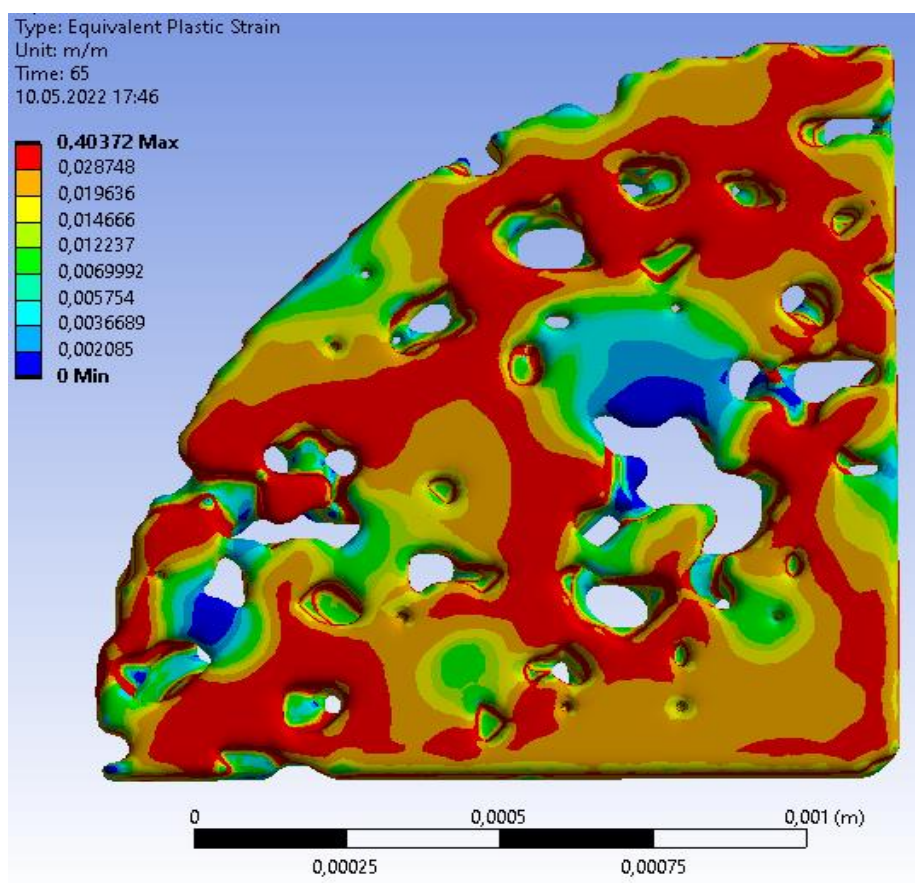 Type: Equivalent Plastic Strain
Unit: m/m
Time: 65
10.05.2022 17:46
0,40372 Max
0,028748
0,019636
0,014666
0,012237
0,0069992
0,005754
0,0036689
0,002085
0 Min
0 0,0005 0,001 (m)
0,00025 0,00075